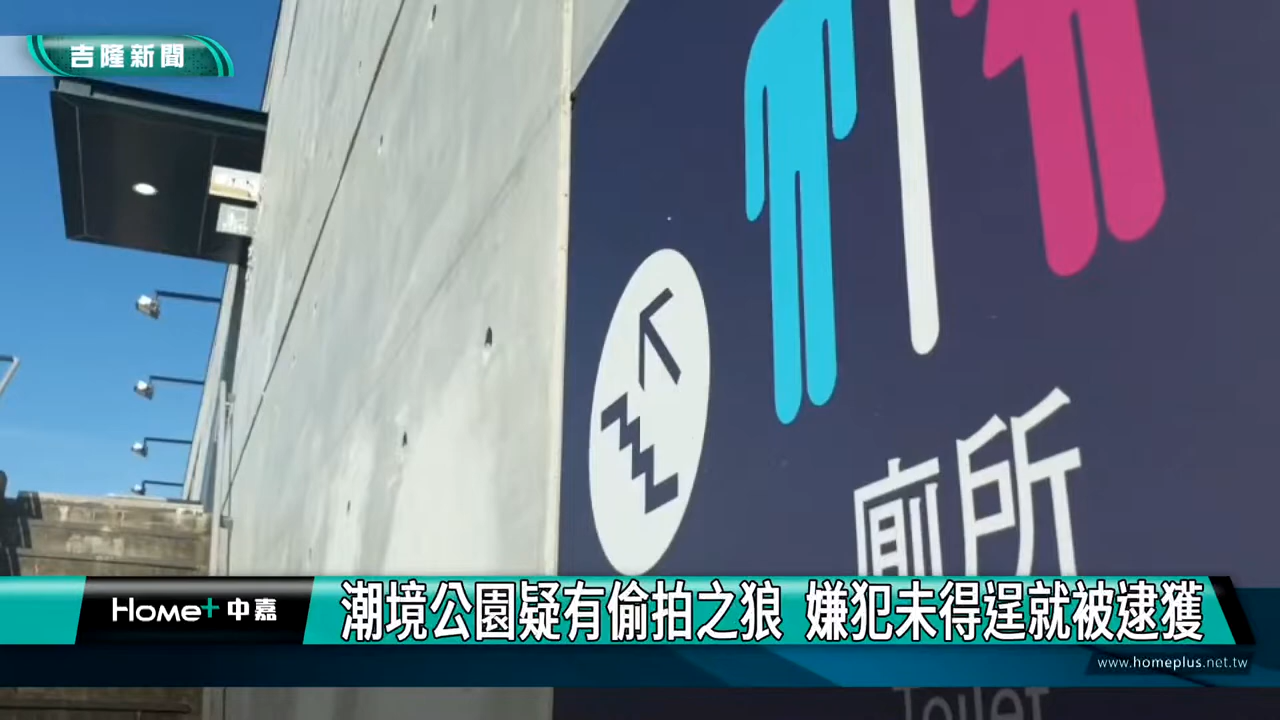 吉隆新聞
廁所
Home+ 中嘉
潮境公園疑有偷拍之狼 嫌犯未得逞就被逮獲
www.homeplus.net.tw
Toilet